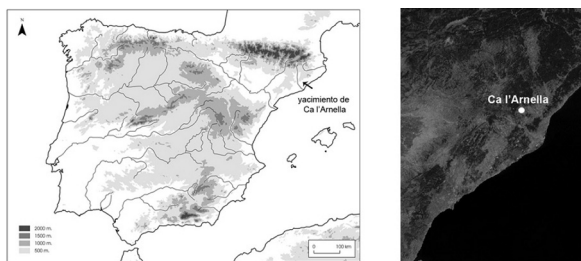 N
yacimiento de
Ca l'Arnella
2000 m.
1500 m.
1000 m.
500 m.
0 100 km
Ca l'Arnella